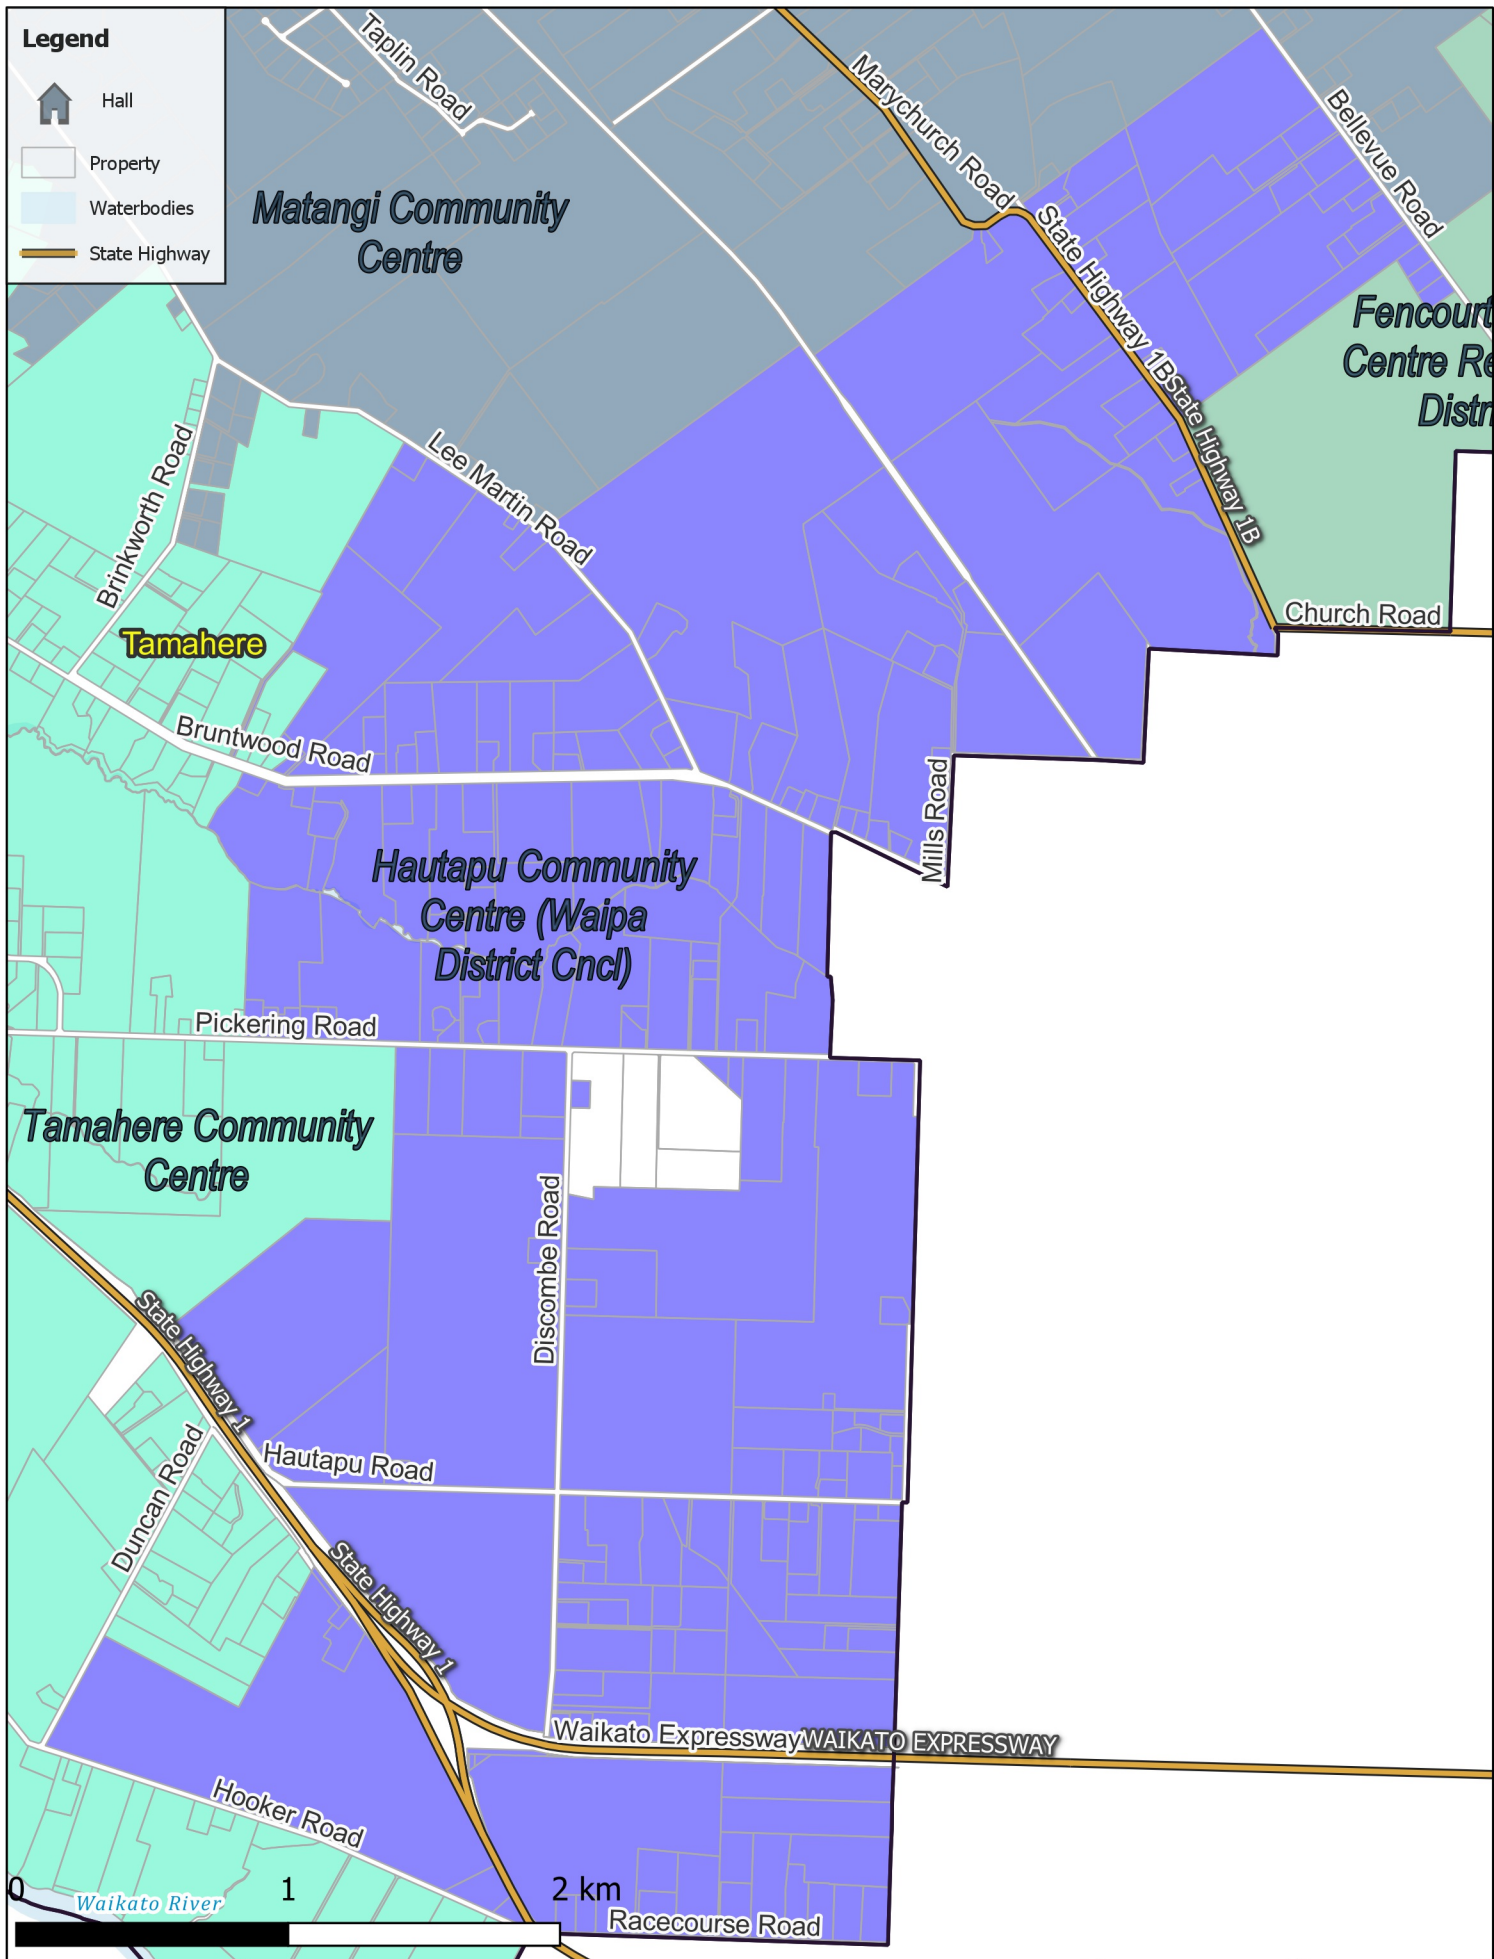 Legend
Hall
Property
Waterbodies
State Highway
Taplin Road
Marychurch Road
Bellevue Road
Matangi Community
Centre
State Highway 1B
State Highway 1B
Fencourt
Centre Re
Distr
Lee Martin Road
Brinkworth Road
Church Road
Tamahere
Bruntwood Road
Mills Road
Hautapu Community
Centre (Waipa
District Cncl)
Pickering Road
Tamahere Community
Centre
Discombe Road
State Highway 1
Hautapu Road
Duncan Road
State Highway 1
Waikato Expressway
WAIKATO EXPRESSWAY
Hooker Road
0 1 2 km
Waikato River
Racecourse Road